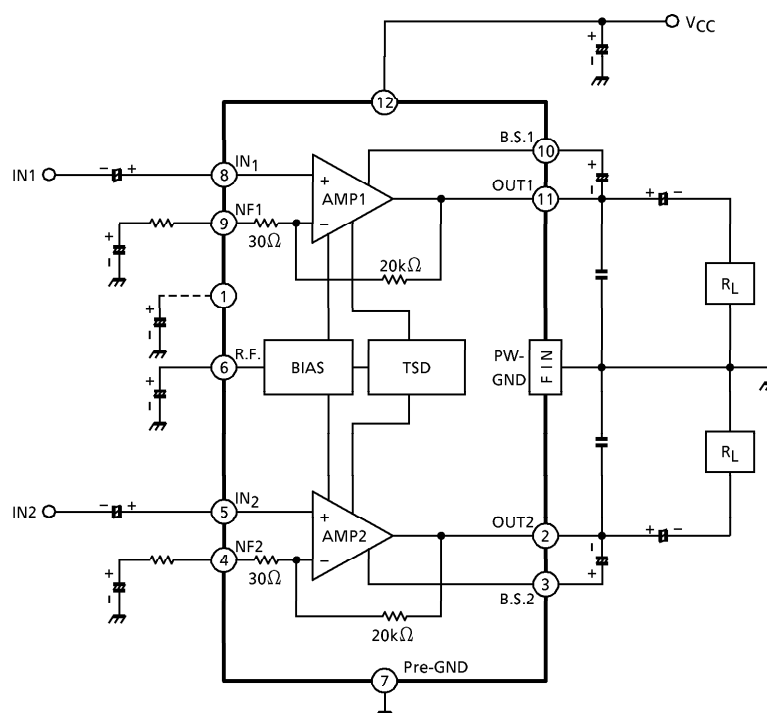 VCC
+
12
B.S.1
10
+
IN1
− +
8
IN1
+
AMP1
−
OUT1
11
+ −
NF1
9
30Ω
+
20kΩ
RL
1
+
R.F.
6
BIAS
TSD
PW-
GND
FIN
+
RL
IN2
− +
5
IN2
+
AMP2
−
OUT2
2
+ −
NF2
4
30Ω
+
3
+
B.S.2
20kΩ
Pre-GND
7